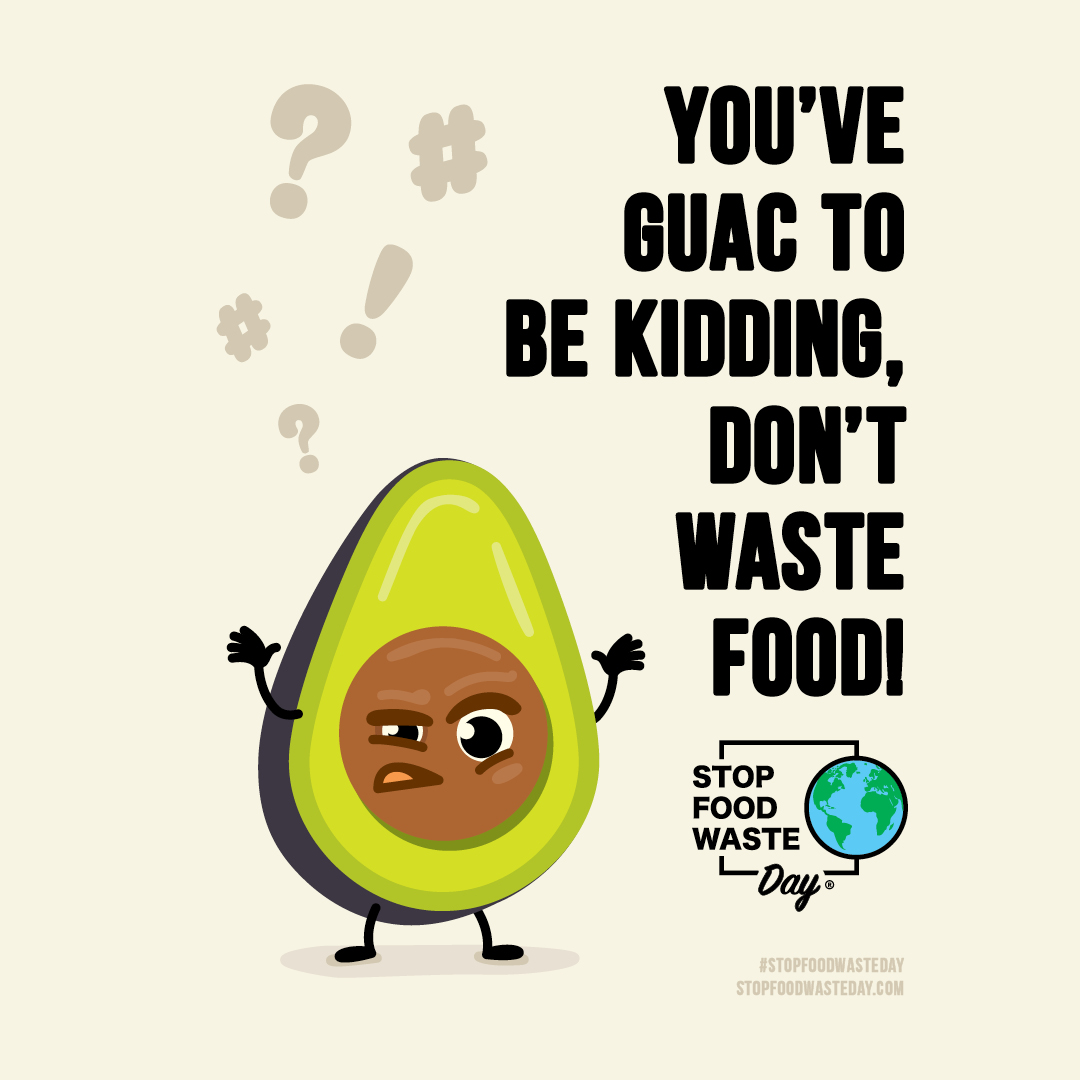 ? #
!
#
?
YOU'VE
GUAC TO
BE KIDDING,
DON'T
WASTE
FOOD!
STOP
FOOD
WASTE
Day®
#STOPFOODWASTEDAY
STOPFOODWASTEDAY.COM